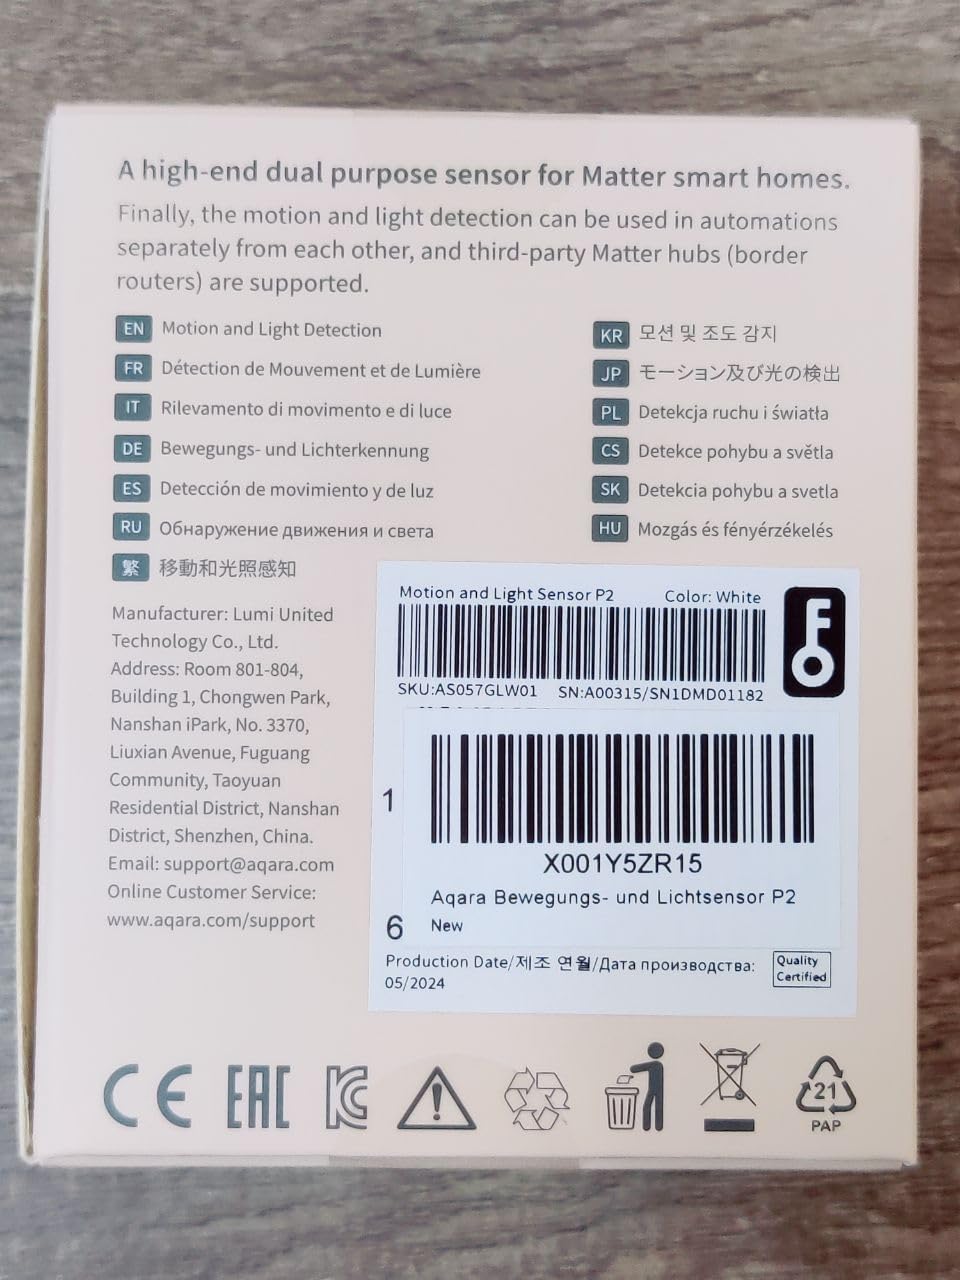 A high-end dual purpose sensor for Matter smart homes.
Finally, the motion and light detection can be used in automations
separately from each other, and third-party Matter hubs (border
routers) are supported.
EN Motion and Light Detection
FR Détection de Mouvement et de Lumière
IT Rilevamento di movimento e di luce
DE Bewegungs- und Lichterkennung
ES Detección de movimiento y de luz
RU Обнаружение движения и света
繁 移動和光照感知
KR 모션 및 조도 감지
JP モーション及び光の検出
PL Detekcja ruchu i światła
CS Detekce pohybu a světla
SK Detekcia pohybu a svetla
HU Mozgás és fényérzékelés
Manufacturer: Lumi United
Technology Co., Ltd.
Address: Room 801-804,
Building 1, Chongwen Park,
Nanshan iPark, No. 3370,
Liuxian Avenue, Fuguang
Community, Taoyuan
Residential District, Nanshan
District, Shenzhen, China.
Email: support@aqara.com
Online Customer Service:
www.aqara.com/support
Motion and Light Sensor P2 Color: White
SKU:AS057GLW01 SN:A00315/SN1DMD01182
1
X001Y5ZR15
Aqara Bewegungs- und Lichtsensor P2
6 New
Production Date/제조 연월/Дата производства:
05/2024
Quality
Certified
CE EAC KC
21
PAP